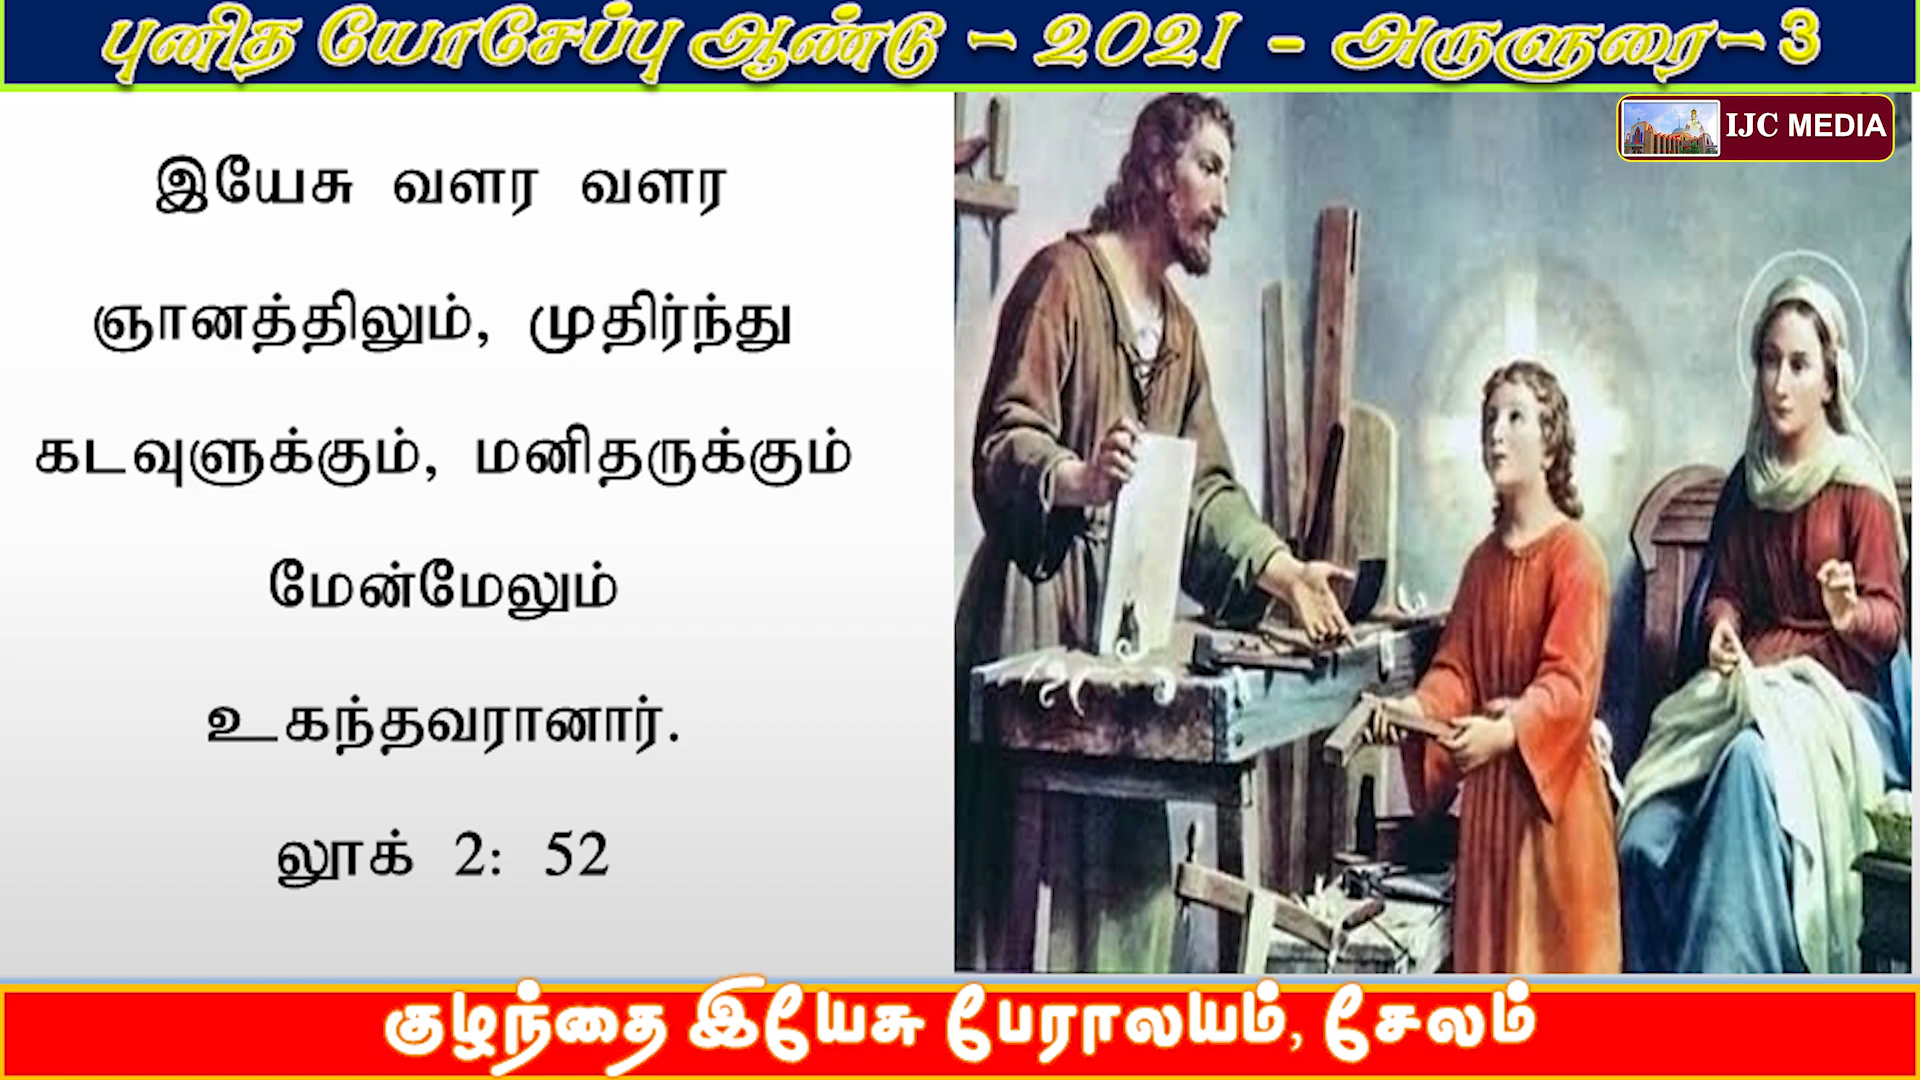 புனித யோசேப்பு ஆண்டு - 2021 - அருளுரை- 3
IJC MEDIA
இயேசு வளர வளர
ஞானத்திலும், முதிர்ந்து
கடவுளுக்கும், மனிதருக்கும்
மேன்மேலும்
உகந்தவரானார்.
லூக் 2: 52
குழந்தை இயேசு பேராலயம், சேலம்